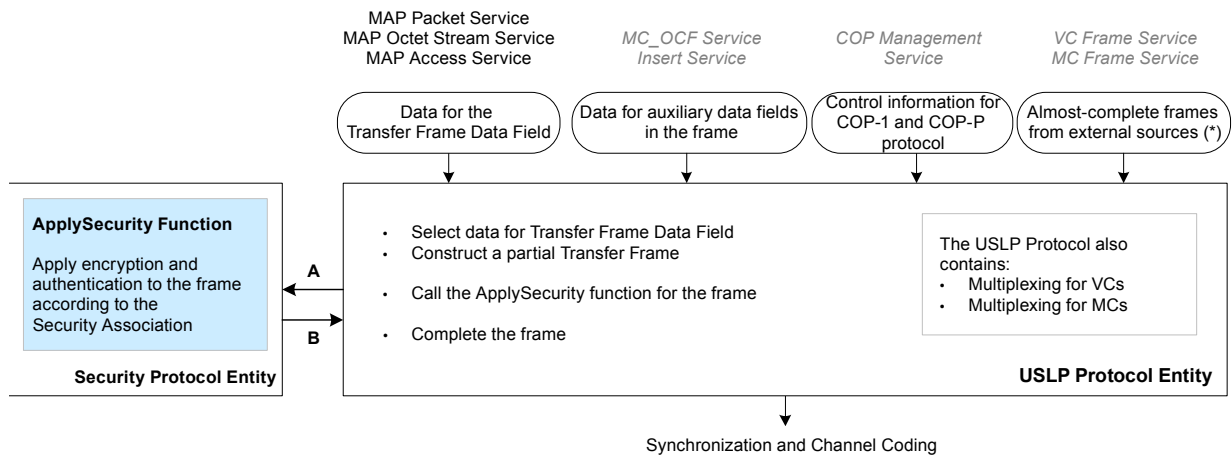 MAP Packet Service
MAP Octet Stream Service
MAP Access Service
MC_OCF Service
Insert Service
COP Management
Service
VC Frame Service
MC Frame Service
Data for the
Transfer Frame Data Field
Data for auxiliary data fields
in the frame
Control information for
COP-1 and COP-P
protocol
Almost-complete frames
from external sources (*)
ApplySecurity Function
Apply encryption and
authentication to the frame
according to the
Security Association
Security Protocol Entity
A
B
• Select data for Transfer Frame Data Field
• Construct a partial Transfer Frame
• Call the ApplySecurity function for the frame
• Complete the frame
The USLP Protocol also
contains:
• Multiplexing for VCs
• Multiplexing for MCs
USLP Protocol Entity
Synchronization and Channel Coding